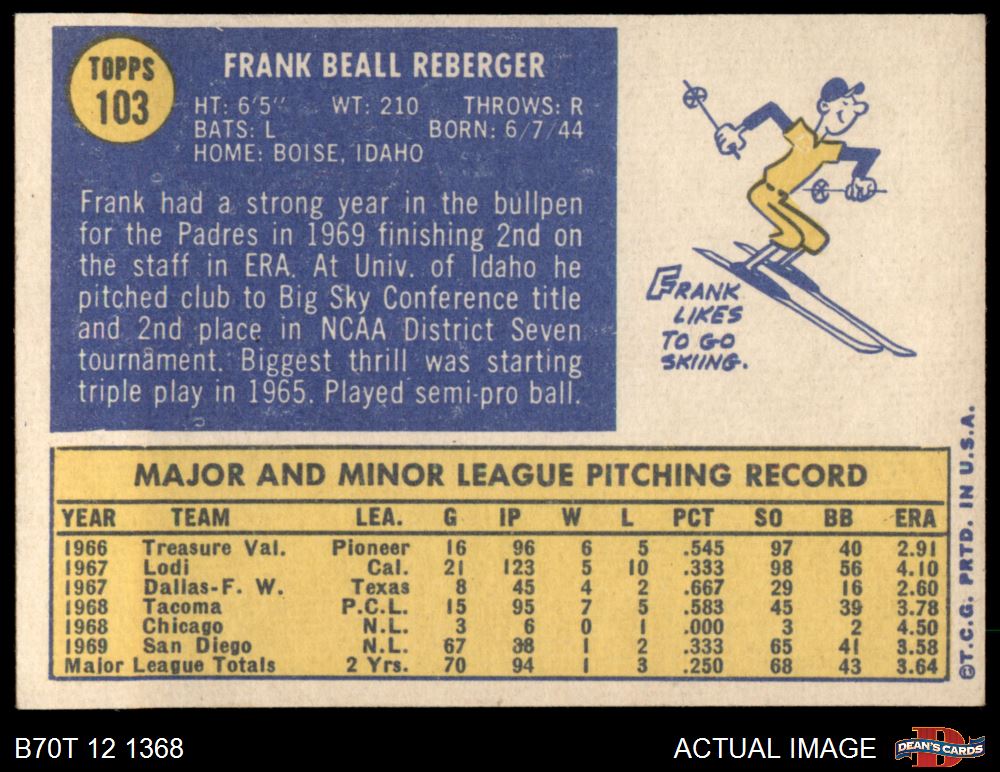 TOPPS
103
FRANK BEALL REBERGER
HT: 6'5" WT: 210 THROWS: R
BATS: L BORN: 6/7/44
HOME: BOISE, IDAHO
Frank had a strong year in the bullpen
for the Padres in 1969 finishing 2nd on
the staff in ERA. At Univ. of Idaho he
pitched club to Big Sky Conference title
and 2nd place in NCAA District Seven
tournament. Biggest thrill was starting
triple play in 1965. Played semi-pro ball.
FRANK
LIKES
TO GO
SKIING.
MAJOR AND MINOR LEAGUE PITCHING RECORD
YEAR TEAM LEA. G IP W L PCT SO BB ERA
1966 Treasure Val. Pioneer 16 96 6 5 .545 97 40 2.91
1967 Lodi Cal. 21 123 5 10 .333 98 56 4.10
1967 Dallas-F. W. Texas 8 45 4 2 .667 29 16 2.60
1968 Tacoma P.C.L. 15 95 7 5 .583 45 39 3.78
1968 Chicago N.L. 3 6 0 1 .000 3 2 4.50
1969 San Diego N.L. 67 88 1 2 .333 65 41 3.58
Major League Totals 2 Yrs. 70 94 1 3 .250 68 43 3.64
©T.C.G. PRTD. IN U.S.A.
B70T 12 1368
ACTUAL IMAGE
D
DEAN'S CARDS